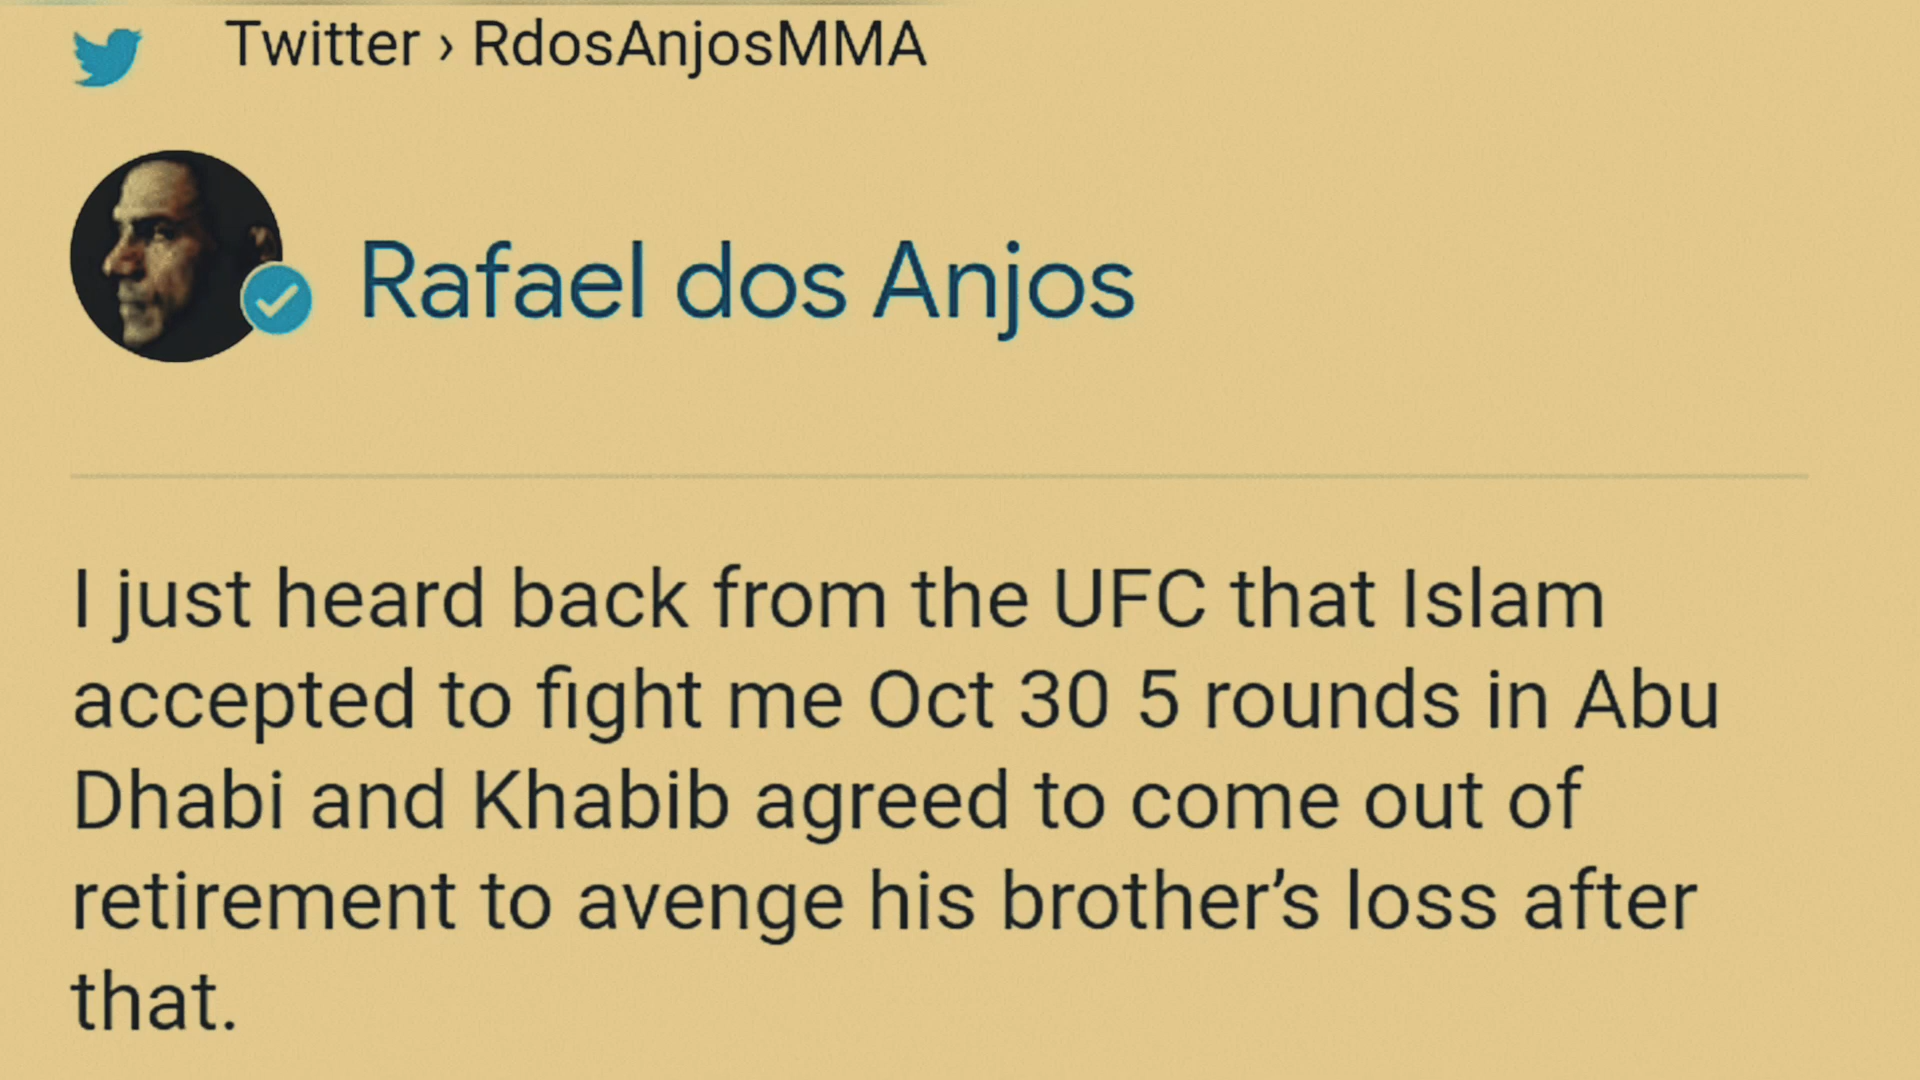 Twitter › RdosAnjosMMA
Rafael dos Anjos
I just heard back from the UFC that Islam
accepted to fight me Oct 30 5 rounds in Abu
Dhabi and Khabib agreed to come out of
retirement to avenge his brother’s loss after
that.